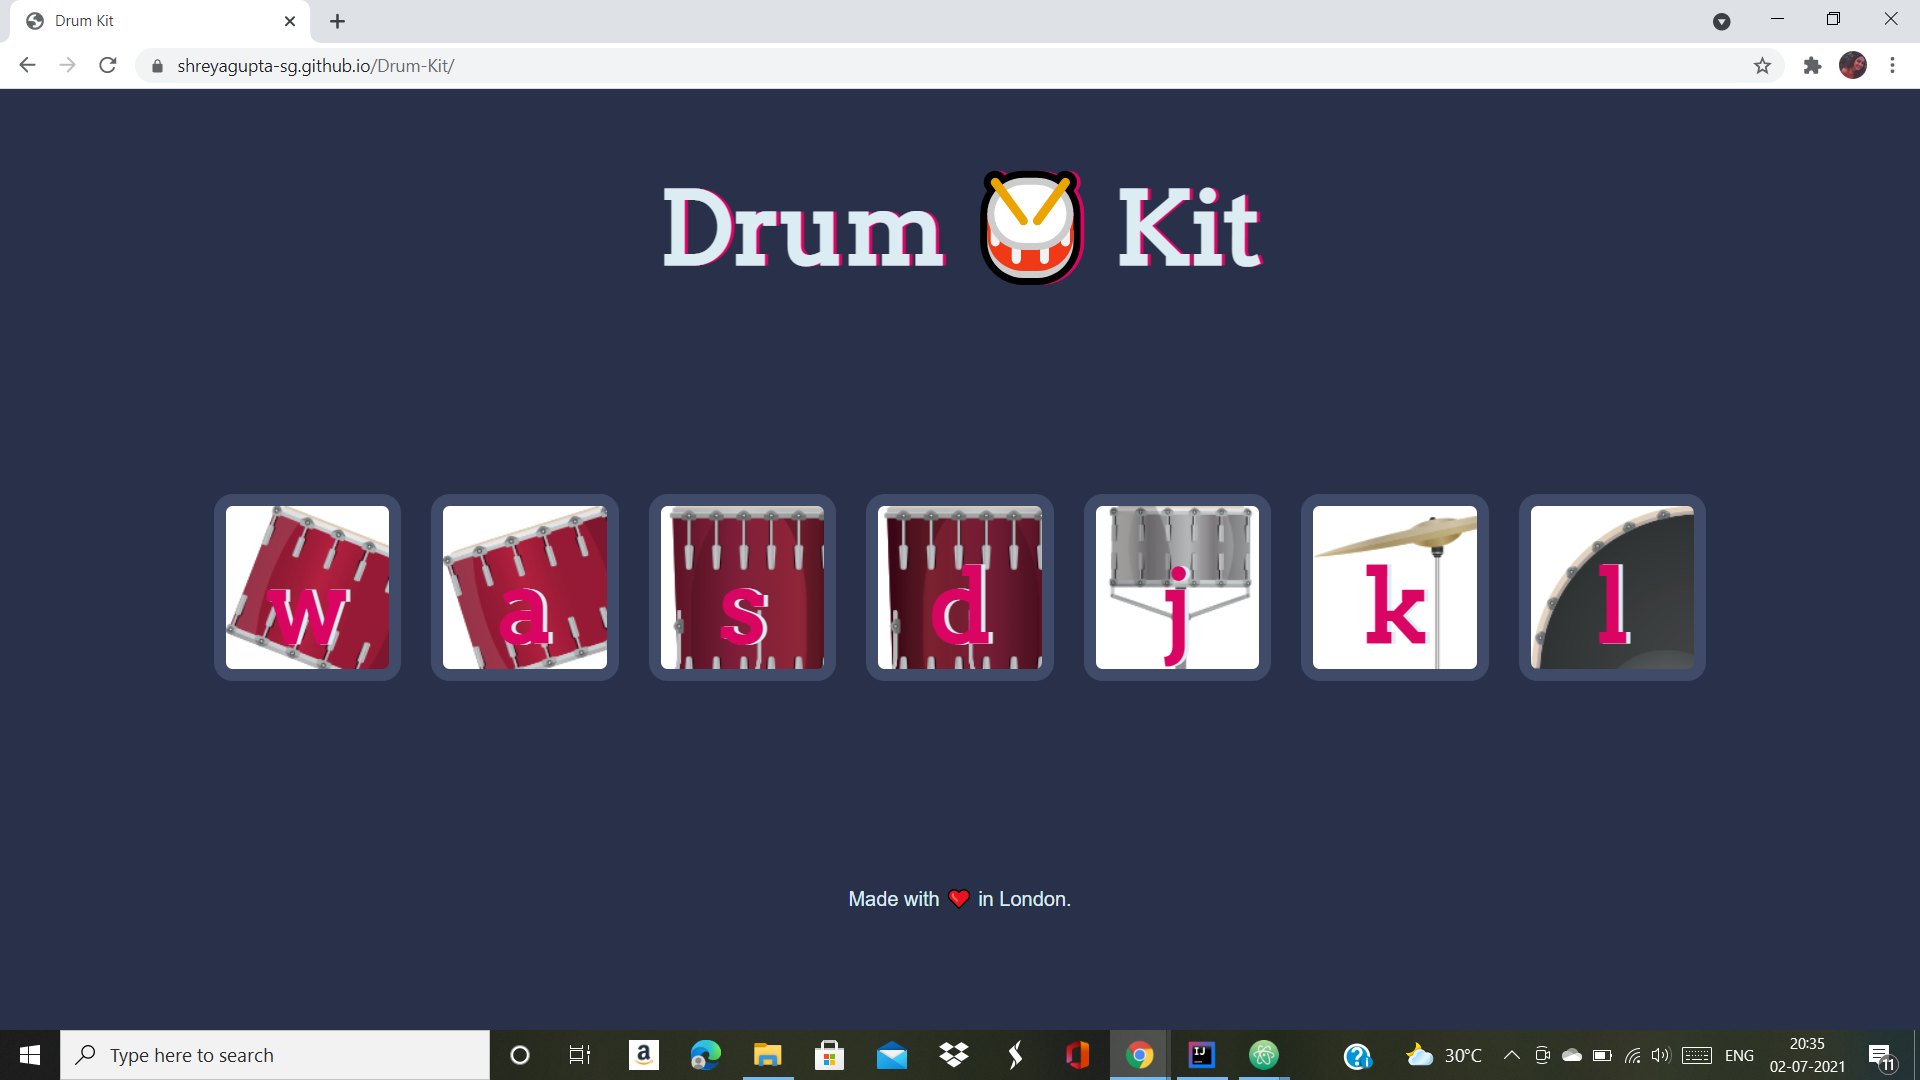 Drum Kit
shreyagupta-sg.github.io/Drum-Kit/
Drum 🥁 Kit
w a s d j k l
Made with ❤️ in London.
Type here to search
a
IJ
30°C
ENG
20:35
02-07-2021
11